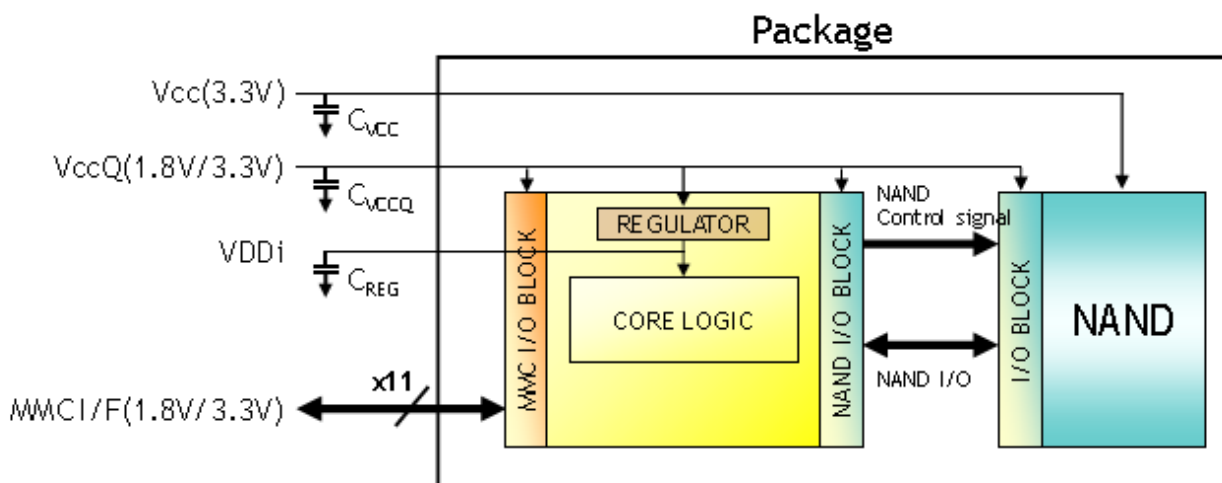 Package
Vcc(3.3V)
CVCC
VccQ(1.8V/3.3V)
CVCCQ
NAND
Control signal
REGULATOR
VDDi
CREG
MMC I/O BLOCK
CORE LOGIC
NAND I/O BLOCK
I/O BLOCK
NAND
NAND I/O
x11
MMCI/F(1.8V/3.3V)